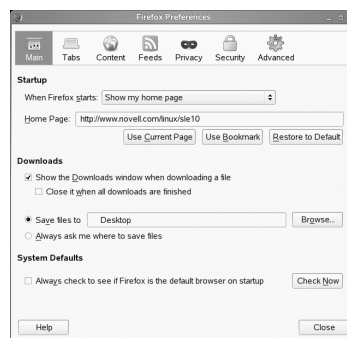 Firefox Preferences
Main Tabs Content Feeds Privacy Security Advanced
Startup
When Firefox starts: Show my home page
Home Page: http://www.novell.com/linux/sle10
Use Current Page Use Bookmark Restore to Default
Downloads
Show the Downloads window when downloading a file
Close it when all downloads are finished
Save files to Desktop Browse...
Always ask me where to save files
System Defaults
Always check to see if Firefox is the default browser on startup Check Now
Help Close